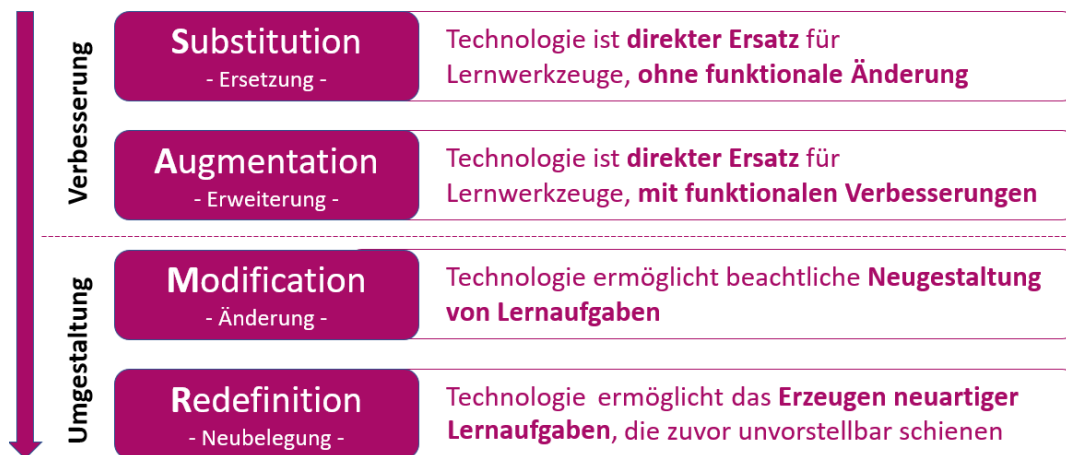 Verbesserung
Substitution
- Ersetzung -
Technologie ist direkter Ersatz für
Lernwerkzeuge, ohne funktionale Änderung
Augmentation
- Erweiterung -
Technologie ist direkter Ersatz für
Lernwerkzeuge, mit funktionalen Verbesserungen
Umgestaltung
Modification
- Änderung -
Technologie ermöglicht beachtliche Neugestaltung
von Lernaufgaben
Redefinition
- Neubelegung -
Technologie ermöglicht das Erzeugen neuartiger
Lernaufgaben, die zuvor unvorstellbar schienen